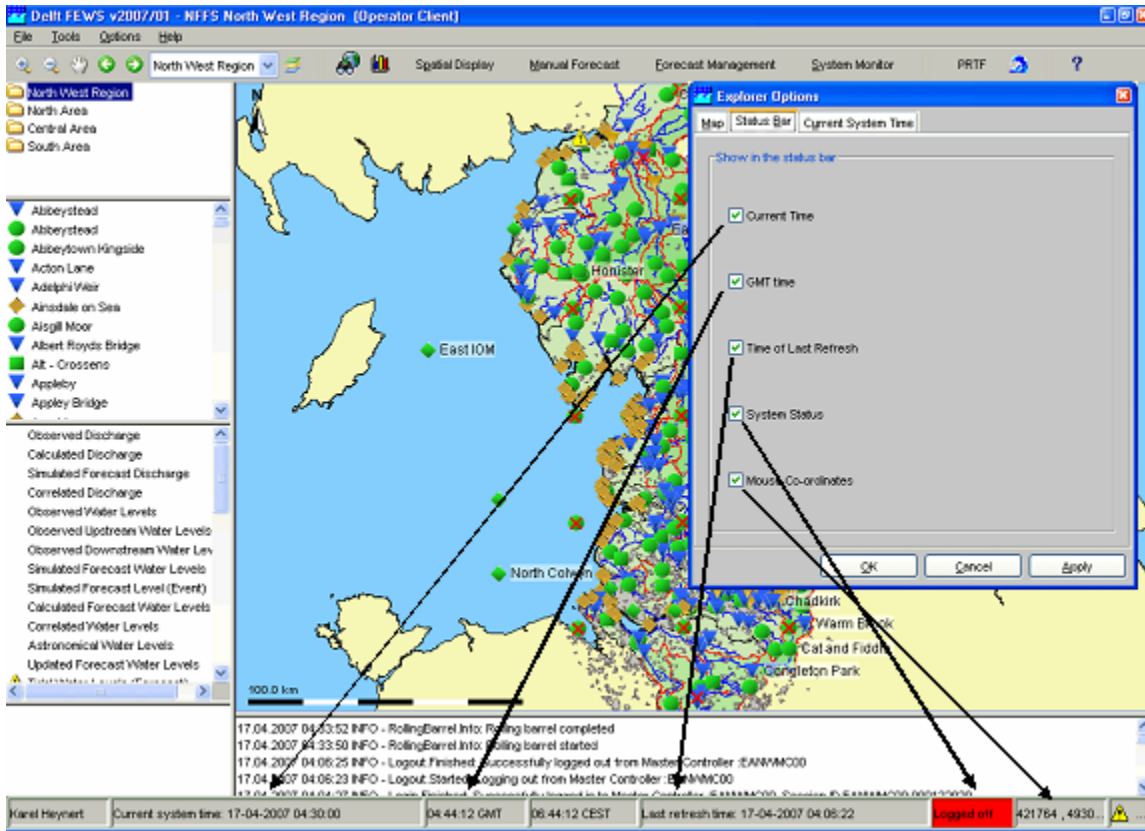 Delft FEWS v2007/01 - NFFS North West Region (Operator Client)
File Tools Options Help
North West Region Spatial Display Manual Forecast Forecast Management System Monitor PRTF ?
North West Region
North Area
Central Area
South Area
Abbeystead
Abbeystead
Abbeytown Kingside
Acton Lane
Adelphi Weir
Ainsdale on Sea
Aisgill Moor
Albert Royds Bridge
Alt - Crossens
Appleby
Appley Bridge
Observed Discharge
Calculated Discharge
Simulated Forecast Discharge
Correlated Discharge
Observed Water Levels
Observed Upstream Water Levels
Observed Downstream Water Lev
Simulated Forecast Water Levels
Simulated Forecast Level (Event)
Calculated Forecast Water Levels
Correlated Water Levels
Astronomical Water Levels
Updated Forecast Water Levels
N
Honister
East IOM
North Colwyn
Chadkirk
Warm Brook
Cat and Fiddle
Congleton Park
100.0 km
Explorer Options
Map Status Bar Current System Time
Show in the status bar
Current Time
GMT time
Time of Last Refresh
System Status
Mouse Co-ordinates
OK Cancel Apply
17.04.2007 04:33:52 INFO - RollingBarrel.Info: Rolling barrel completed
17.04.2007 04:33:50 INFO - RollingBarrel.Info: Rolling barrel started
17.04.2007 04:06:25 INFO - Logout.Finished: Successfully logged out from Master Controller :EANWMC00
17.04.2007 04:06:23 INFO - Logout.Started: Logging out from Master Controller :EANWMC00
Karel Heynert Current system time: 17-04-2007 04:30:00 04:44:12 GMT 06:44:12 CEST Last refresh time: 17-04-2007 04:06:22 Logged off 421764 , 4930...